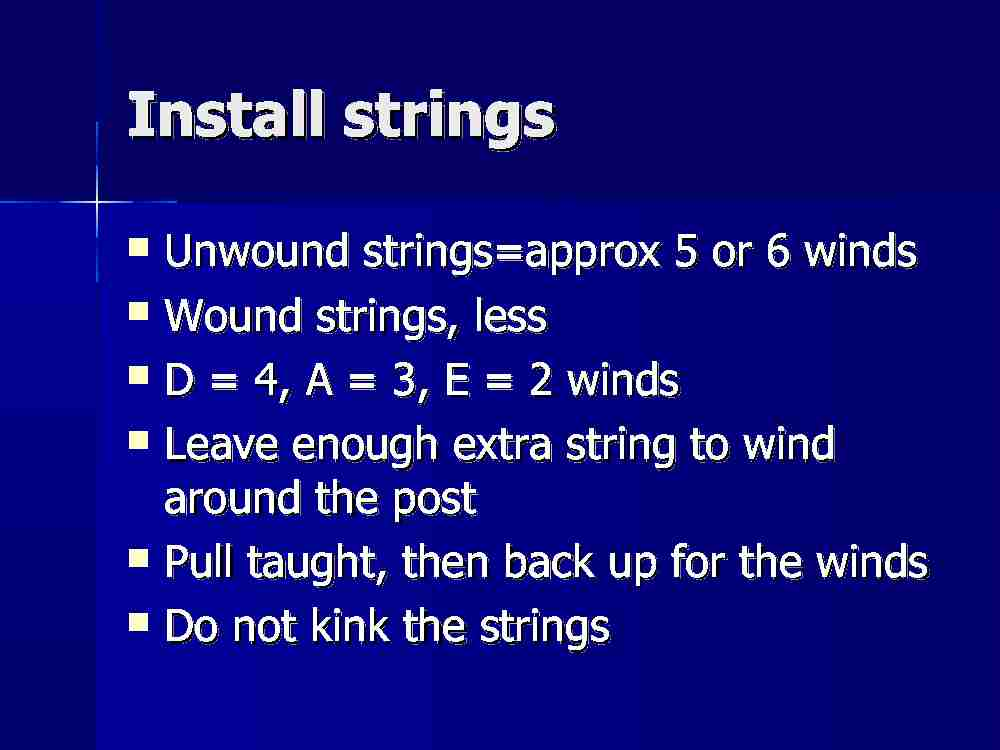 Install strings
Unwound strings=approx 5 or 6 winds
Wound strings, less
D = 4, A = 3, E = 2 winds
Leave enough extra string to wind
around the post
Pull taught, then back up for the winds
Do not kink the strings